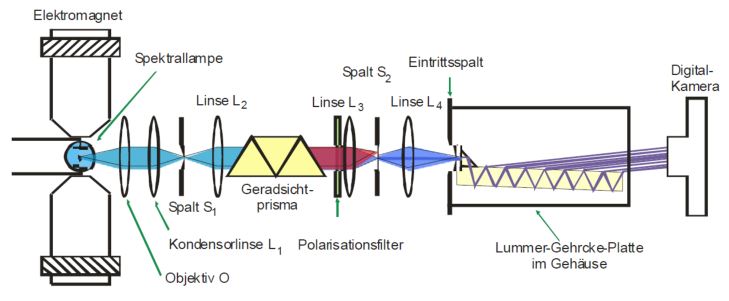 Elektromagnet
Spektrallampe
Linse L₂
Linse L₃
Spalt S₂
Linse L₄
Eintrittsspalt
Digital-
Kamera
Geradsicht-
prisma
Spalt S₁
Kondensorlinse L₁
Objektiv O
Polarisationsfilter
Lummer-Gehrcke-Platte
im Gehäuse